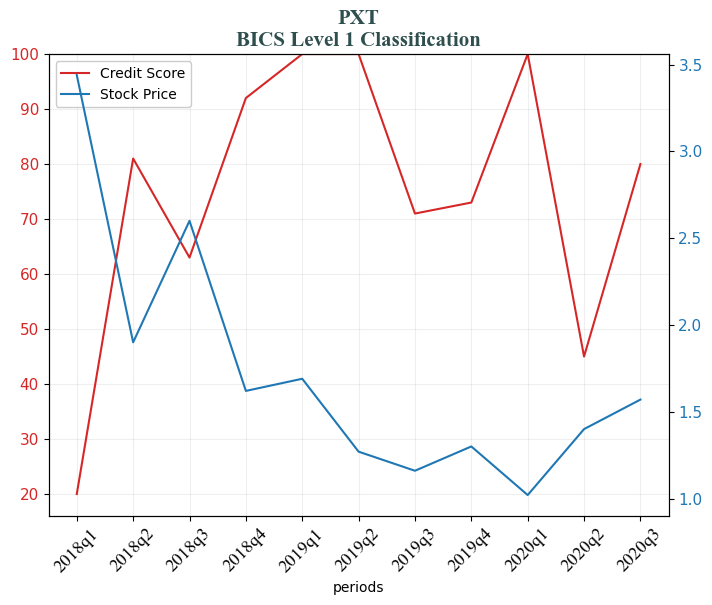 PXT
BICS Level 1 Classification
Credit Score
Stock Price
100
90
80
70
60
50
40
30
20
3.5
3.0
2.5
2.0
1.5
1.0
2018q1
2018q2
2018q3
2018q4
2019q1
2019q2
2019q3
2019q4
2020q1
2020q2
2020q3
periods